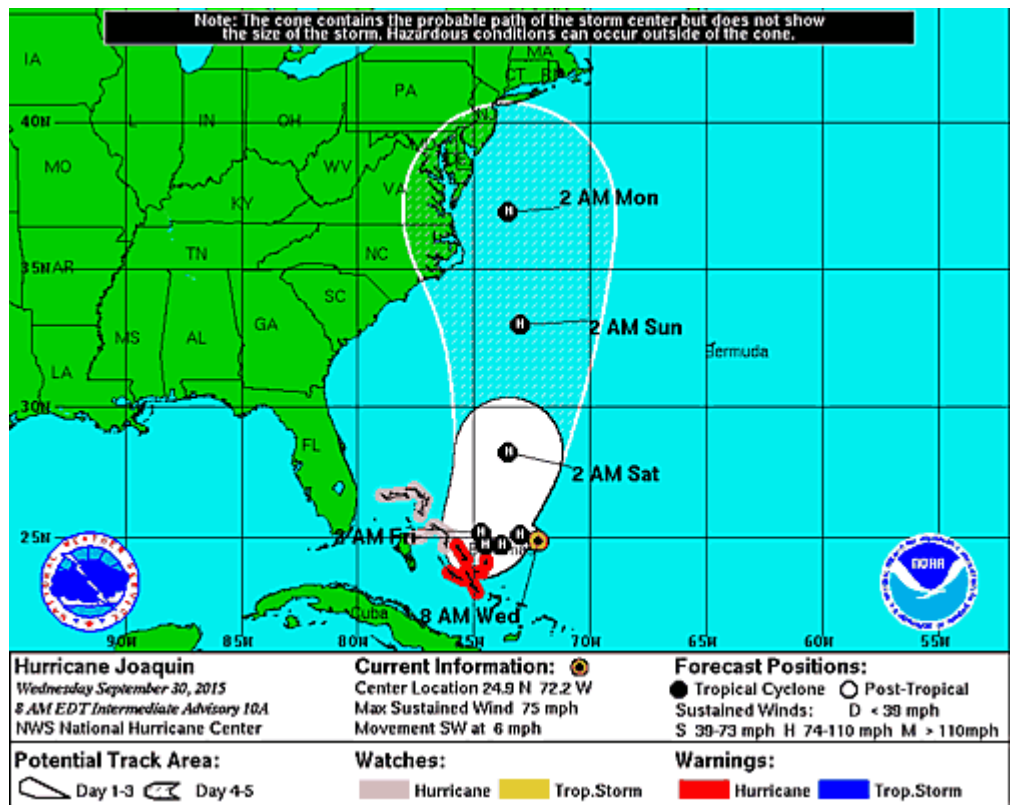 Note: The cone contains the probable path of the storm center but does not show
the size of the storm. Hazardous conditions can occur outside of the cone.
IA
MA
CT
RI
PA
40N
IL
IN
OH
NJ
MO
WV
DE
VA
KY
2 AM Mon
TN
NC
35N
AR
SC
MS
AL
GA
2 AM Sun
Bermuda
LA
30N
FL
2 AM Sat
25N
2 AM Fri
NOAA
8 AM Wed
Cuba
90W
85W
80W
75W
70W
65W
60W
55W
Hurricane Joaquin
Wednesday September 30, 2015
8 AM EDT Intermediate Advisory 10A
NWS National Hurricane Center
Current Information:
Center Location 24.9 N 72.2 W
Max Sustained Wind 75 mph
Movement SW at 6 mph
Forecast Positions:
Tropical Cyclone Post-Tropical
Sustained Winds: D < 39 mph
S 39-73 mph H 74-110 mph M > 110mph
Potential Track Area:
Day 1-3 Day 4-5
Watches:
Hurricane Trop.Storm
Warnings:
Hurricane Trop.Storm